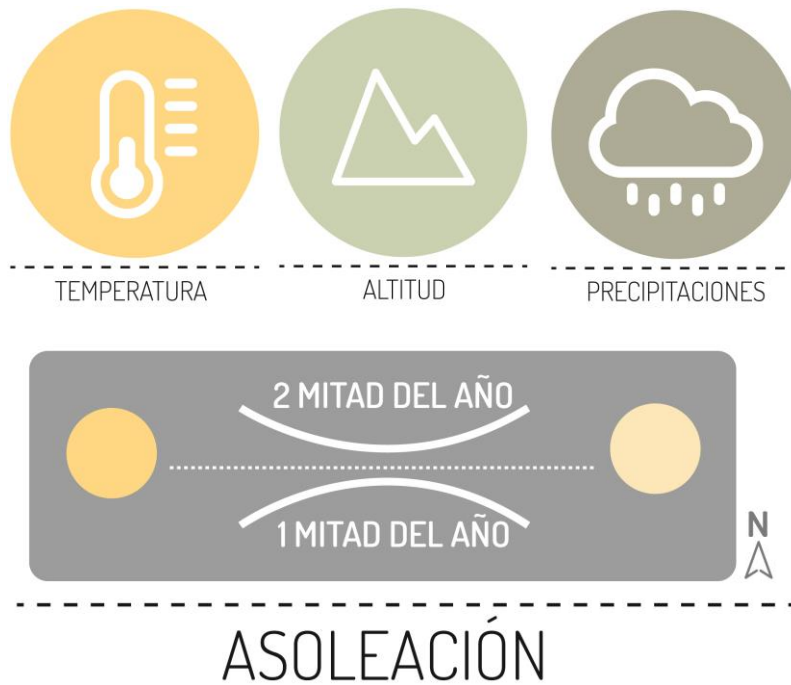 TEMPERATURA
ALTITUD
PRECIPITACIONES
2 MITAD DEL AÑO
1 MITAD DEL AÑO
N
ASOLEACIÓN